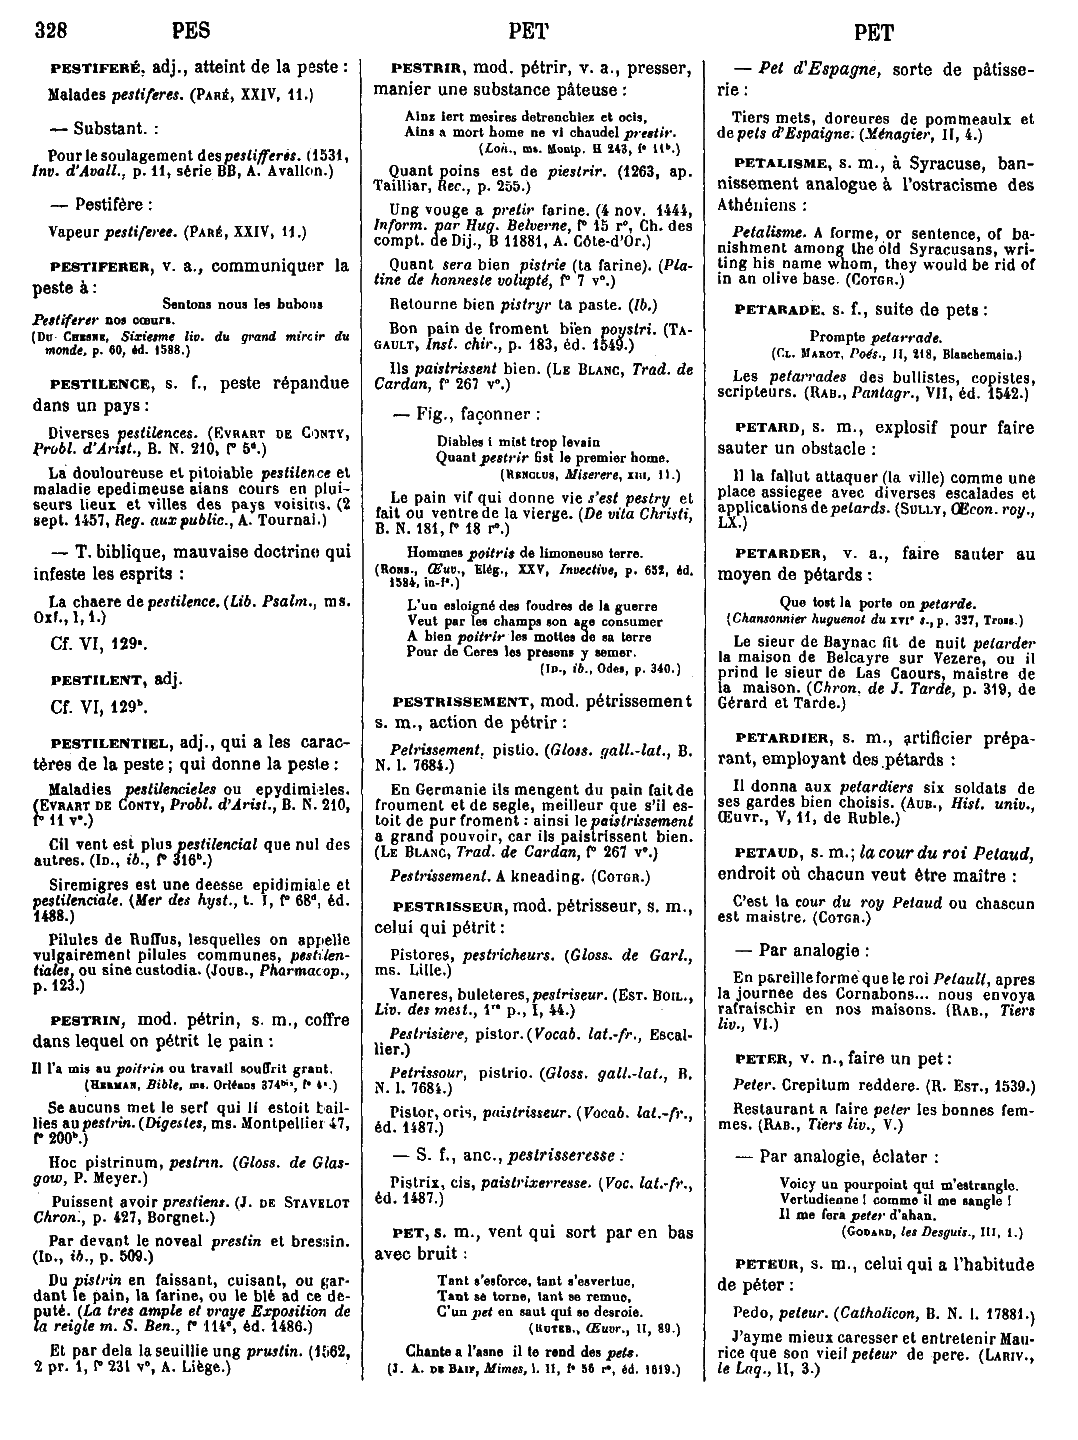 328 PES PET PET
PESTIFERÉ, adj., atteint de la peste :
Malades pestiferes. (PARÉ, XXIV, 11.)
— Substant. :
Pour le soulagement des pestifferés. (1531,
Inv. d'Avall., p. 11, série BB, A. Avallon.)
— Pestifère :
Vapeur pestiferee. (PARÉ, XXIV, 11.)
PESTIFERER, v. a., communiquer la
peste à :
Sentons nous les bubons
Pestiferer nos cœurs.
(DU CHESNE, Sixiesme liv. du grand miroir du
monde, p. 60, éd. 1588.)
PESTILENCE, s. f., peste répandue
dans un pays :
Diverses pestilences. (EVRART DE CONTY,
Probl. d'Arist., B. N. 210, f° 5ᵈ.)
La douloureuse et pitoiable pestilence et
maladie epedimeuse aians cours en plui-
seurs lieux et villes des pays voisins. (2
sept. 1457, Reg. aux public., A. Tournai.)
— T. biblique, mauvaise doctrine qui
infeste les esprits :
La chaere de pestilence. (Lib. Psalm., ms.
Oxf., I, 1.)
Cf. VI, 129ᵃ.
PESTILENT, adj.
Cf. VI, 129ᵇ.
PESTILENTIEL, adj., qui a les carac-
tères de la peste ; qui donne la peste :
Maladies pestilencieles ou epydimiales.
(EVRART DE CONTY, Probl. d'Arist., B. N. 210,
f° 11 v°.)
Cil vent est plus pestilencial que nul des
autres. (ID., ib., f° 316ᵇ.)
Siremigres est une deesse epidimiale et
pestilenciale. (Mer des hyst., t. I, f° 68ᵈ, éd.
1488.)
Pilules de Ruffus, lesquelles on appelle
vulgairement pilules communes, pestilen-
tiales, ou sine custodia. (JOUB., Pharmacop.,
p. 123.)
PESTRIN, mod. pétrin, s. m., coffre
dans lequel on pétrit le pain :
Il l'a mis au poitrin ou travail souffrit grant.
(HERMAN, Bible, ms. Orléans 374ᵇⁱˢ, f° 4ᶜ.)
Se aucuns met le serf qui li estoit bail-
lies au pestrin. (Digestes, ms. Montpellier 47,
f° 200ᵇ.)
Hoc pistrinum, pestrin. (Gloss. de Glas-
gow, P. Meyer.)
Puissent avoir prestiens. (J. DE STAVELOT
Chron., p. 427, Borgnet.)
Par devant le noveal prestin et bressin.
(ID., ib., p. 509.)
Du pistrin en faissant, cuisant, ou gar-
dant le pain, la farine, ou le blé ad ce de-
puté. (La tres ample et vraye Exposition de
la reigle m. S. Ben., f° 114ᶜ, éd. 1486.)
Et par dela la seuillie ung prustin. (1562,
2 pr. 1, f° 231 v°, A. Liège.)
PESTRIR, mod. pétrir, v. a., presser,
manier une substance pâteuse :
Ainz iert mesires detrenchiez et ocis,
Ains a mort home ne vi chaudel prestir.
(Loh., ms. Montp. H 243, f° 11ᵇ.)
Quant poins est de piestrir. (1263, ap.
Tailliar, Rec., p. 255.)
Ung vouge a pretir farine. (4 nov. 1444,
Inform. par Hug. Belverne, f° 15 r°, Ch. des
compt. de Dij., B 11881, A. Côte-d'Or.)
Quant sera bien pistrie (ta farine). (Pla-
tine de honneste volupté, f° 7 v°.)
Retourne bien pistryr ta paste. (Ib.)
Bon pain de froment bien poystri. (TA-
GAULT, Inst. chir., p. 183, éd. 1549.)
Ils paistrissent bien. (LE BLANC, Trad. de
Cardan, f° 267 v°.)
— Fig., façonner :
Diables i mist trop levain
Quant pestrir fist le premier home.
(RENCLUS, Miserere, XIII, 11.)
Le pain vif qui donne vie s'est pestry et
fait ou ventre de la vierge. (De vita Christi,
B. N. 181, f° 18 r°.)
Hommes poitris de limoneuse terre.
(RONS., Œuv., Elég., XXV, Invective, p. 652, éd.
1584, in-f°.)
L'un esloigné des foudres de la guerre
Veut par les champs son age consumer
A bien poitrir les mottes de sa terre
Pour de Ceres les presens y semer.
(ID., ib., Odes, p. 340.)
PESTRISSEMENT, mod. pétrissement
s. m., action de pétrir :
Petrissement, pistio. (Gloss. gall.-lat., B.
N. l. 7684.)
En Germanie ils mengent du pain fait de
froument et de segle, meilleur que s'il es-
toit de pur froment : ainsi le paistrissement
a grand pouvoir, car ils paistrissent bien.
(LE BLANC, Trad. de Cardan, f° 267 v°.)
Pestrissement. A kneading. (COTGR.)
PESTRISSEUR, mod. pétrisseur, s. m.,
celui qui pétrit :
Pistores, pestricheurs. (Gloss. de Garl.,
ms. Lille.)
Vaneres, buleteres, pestriseur. (EST. BOIL.,
Liv. des mest., 1ʳᵉ p., I, 44.)
Pestrisiere, pistor. (Vocab. lat.-fr., Escal-
lier.)
Petrissour, pistrio. (Gloss. gall.-lat., B.
N. l. 7684.)
Pistor, oris, paistrisseur. (Vocab. lat.-fr.,
éd. 1487.)
— S. f., anc., pestrisseresse :
Pistrix, cis, paistrixerresse. (Voc. lat.-fr.,
éd. 1487.)
PET, s. m., vent qui sort par en bas
avec bruit :
Tant s'esforce, tant s'esvertue,
Tant se torne, tant se remue,
C'un pet en saut qui se desroie.
(RUTEB., Œuvr., II, 89.)
Chante a l'asne il te rend des pets.
(J. A. DE BAIF, Mimes, l. II, f° 56 r°, éd. 1619.)
— Pet d'Espagne, sorte de pâtisse-
rie :
Tiers mets, doreures de pommeaulx et
de pets d'Espaigne. (Ménagier, II, 4.)
PETALISME, s. m., à Syracuse, ban-
nissement analogue à l'ostracisme des
Athéniens :
Petalisme. A forme, or sentence, of ba-
nishment among the old Syracusans, wri-
ting his name whom, they would be rid of
in an olive base. (COTGR.)
PETARADE, s. f., suite de pets :
Prompte petarrade.
(CL. MAROT, Poés., II, 218, Blanchemain.)
Les petarrades des bullistes, copistes,
scripteurs. (RAB., Pantagr., VII, éd. 1542.)
PETARD, s. m., explosif pour faire
sauter un obstacle :
Il la fallut attaquer (la ville) comme une
place assiegee avec diverses escalades et
applications de petards. (SULLY, Œcon. roy.,
LX.)
PETARDER, v. a., faire sauter au
moyen de pétards :
Que tost la porte on petarde.
(Chansonnier huguenot du XVIᵉ s., p. 327, Tross.)
Le sieur de Baynac fit de nuit petarder
la maison de Belcayre sur Vezere, ou il
prind le sieur de Las Caours, maistre de
la maison. (Chron. de J. Tarde, p. 319, de
Gérard et Tarde.)
PETARDIER, s. m., artificier prépa-
rant, employant des pétards :
Il donna aux petardiers six soldats de
ses gardes bien choisis. (AUB., Hist. univ.,
Œuvr., V, 11, de Ruble.)
PETAUD, s. m.; la cour du roi Petaud,
endroit où chacun veut être maître :
C'est la cour du roy Petaud ou chascun
est maistre. (COTGR.)
— Par analogie :
En pareille forme que le roi Petault, apres
la journee des Cornabons... nous envoya
rafraischir en nos maisons. (RAB., Tiers
liv., VI.)
PETER, v. n., faire un pet :
Peter. Crepitum reddere. (R. EST., 1539.)
Restaurant a faire peter les bonnes fem-
mes. (RAB., Tiers liv., V.)
— Par analogie, éclater :
Voicy un pourpoint qui m'estrangle.
Vertudienne ! comme il me sangle !
Il me fera peter d'ahan.
(GODARD, les Desguis., III, 1.)
PETEUR, s. m., celui qui a l'habitude
de péter :
Pedo, peteur. (Catholicon, B. N. l. 17881.)
J'ayme mieux caresser et entretenir Mau-
rice que son vieil peteur de pere. (LARIV.,
le Laq., II, 3.)